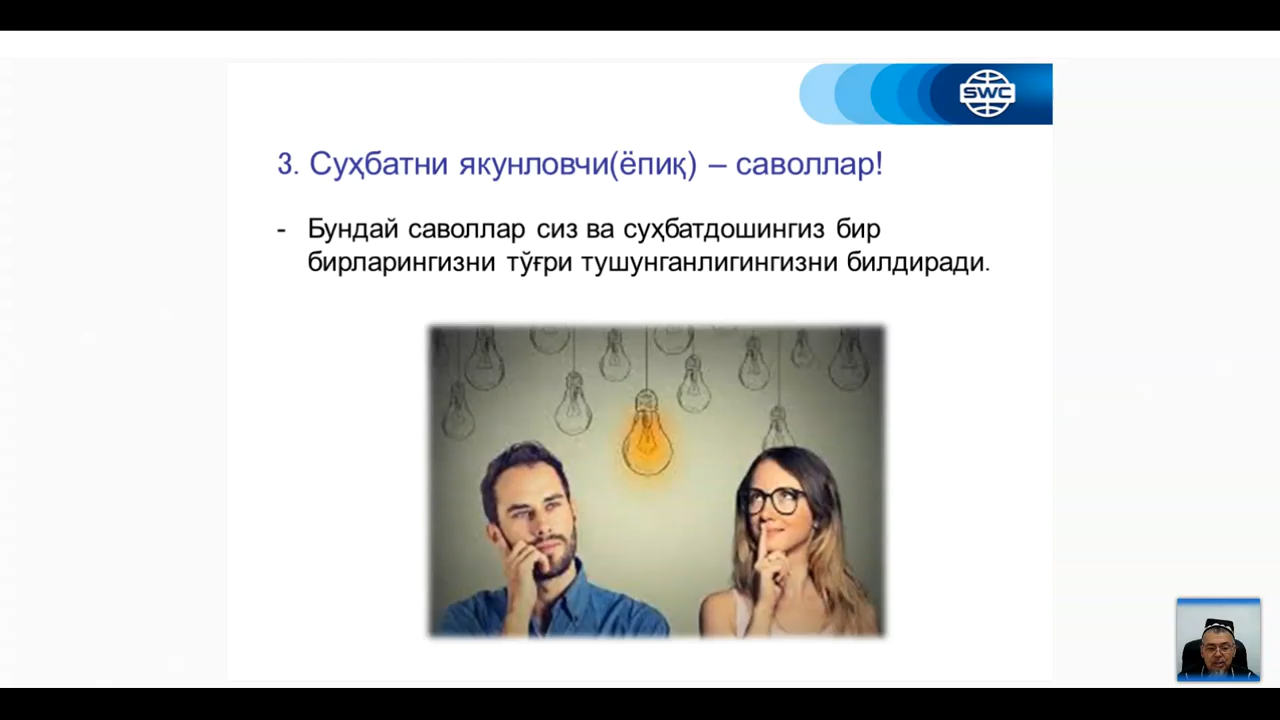 SWC
3. Суҳбатни якунловчи(ёпиқ) – саволлар!
- Бундай саволлар сиз ва суҳбатдошингиз бир
бирларингизни тўғри тушунганлигингизни билдиради.